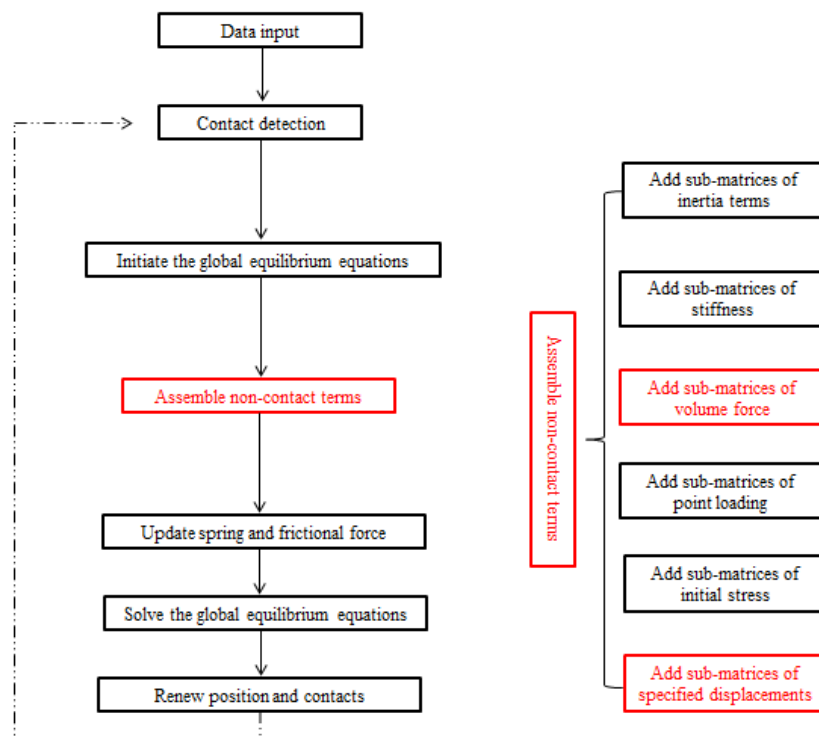 Data input
Contact detection
Initiate the global equilibrium equations
Assemble non-contact terms
Update spring and frictional force
Solve the global equilibrium equations
Renew position and contacts
Assemble non-contact terms
Add sub-matrices of
inertia terms
Add sub-matrices of
stiffness
Add sub-matrices of
volume force
Add sub-matrices of
point loading
Add sub-matrices of
initial stress
Add sub-matrices of
specified displacements